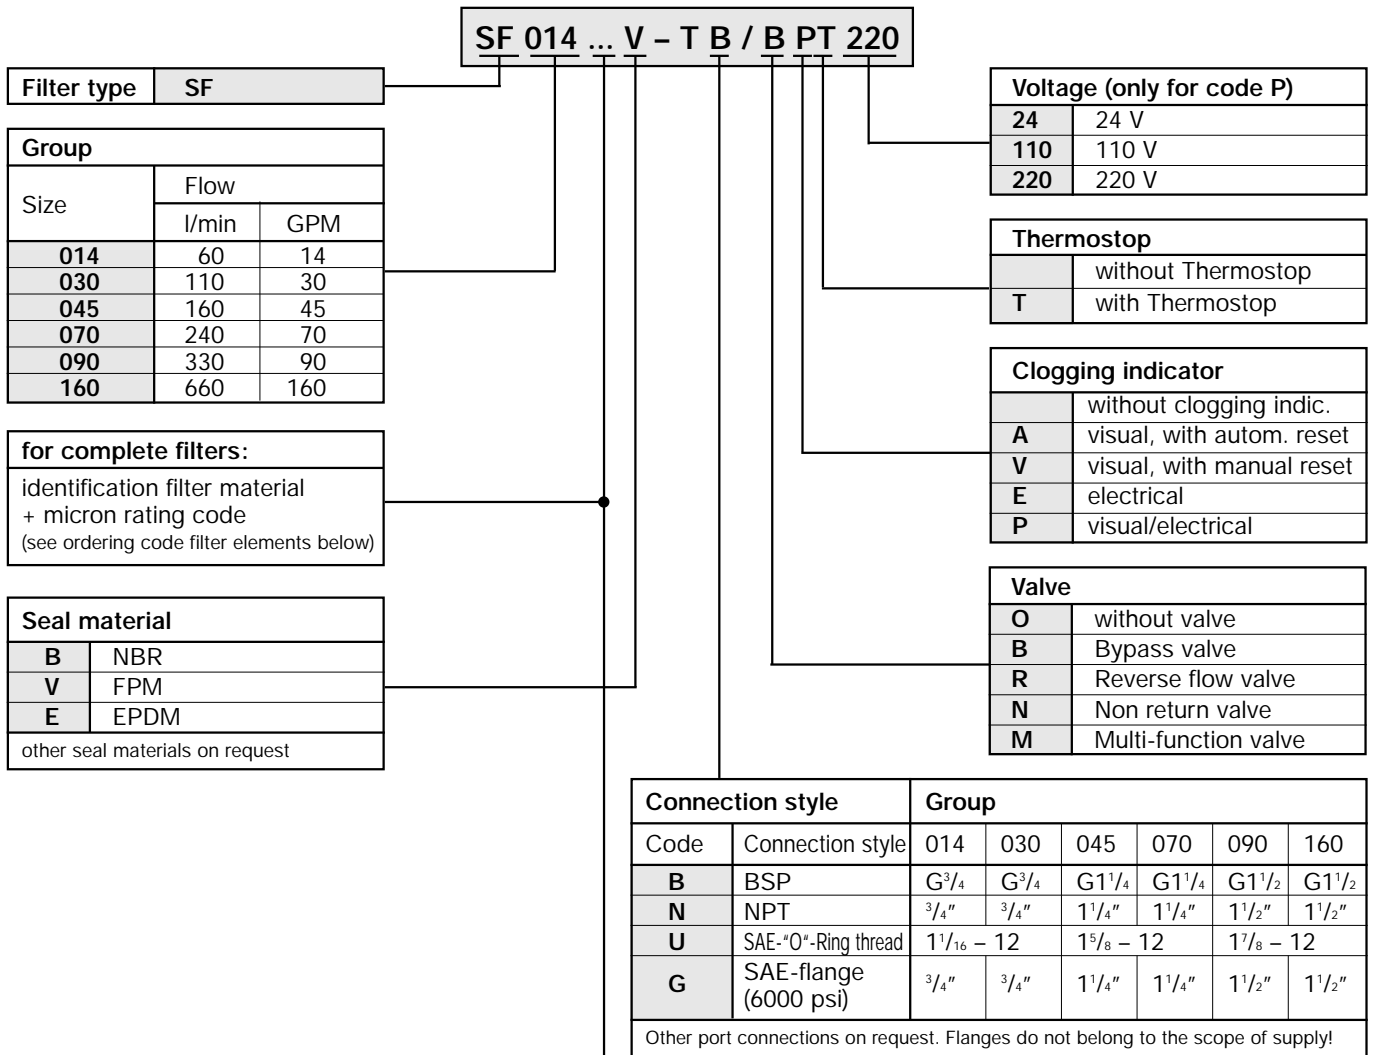 SF 014 ... V – T B / B PT 220
Filter type SF
Group
Size Flow
l/min GPM
014 60 14
030 110 30
045 160 45
070 240 70
090 330 90
160 660 160
for complete filters:
identification filter material
+ micron rating code
(see ordering code filter elements below)
Seal material
B NBR
V FPM
E EPDM
other seal materials on request
Voltage (only for code P)
24 24 V
110 110 V
220 220 V
Thermostop
without Thermostop
T with Thermostop
Clogging indicator
without clogging indic.
A visual, with autom. reset
V visual, with manual reset
E electrical
P visual/electrical
Valve
O without valve
B Bypass valve
R Reverse flow valve
N Non return valve
M Multi-function valve
Connection style Group
Code Connection style 014 030 045 070 090 160
B BSP G³/₄ G³/₄ G1¹/₄ G1¹/₄ G1¹/₂ G1¹/₂
N NPT ³/₄" ³/₄" 1¹/₄" 1¹/₄" 1¹/₂" 1¹/₂"
U SAE-"O"-Ring thread 1¹/₁₆ – 12 1⁵/₈ – 12 1⁷/₈ – 12
G SAE-flange (6000 psi) ³/₄" ³/₄" 1¹/₄" 1¹/₄" 1¹/₂" 1¹/₂"
Other port connections on request. Flanges do not belong to the scope of supply!